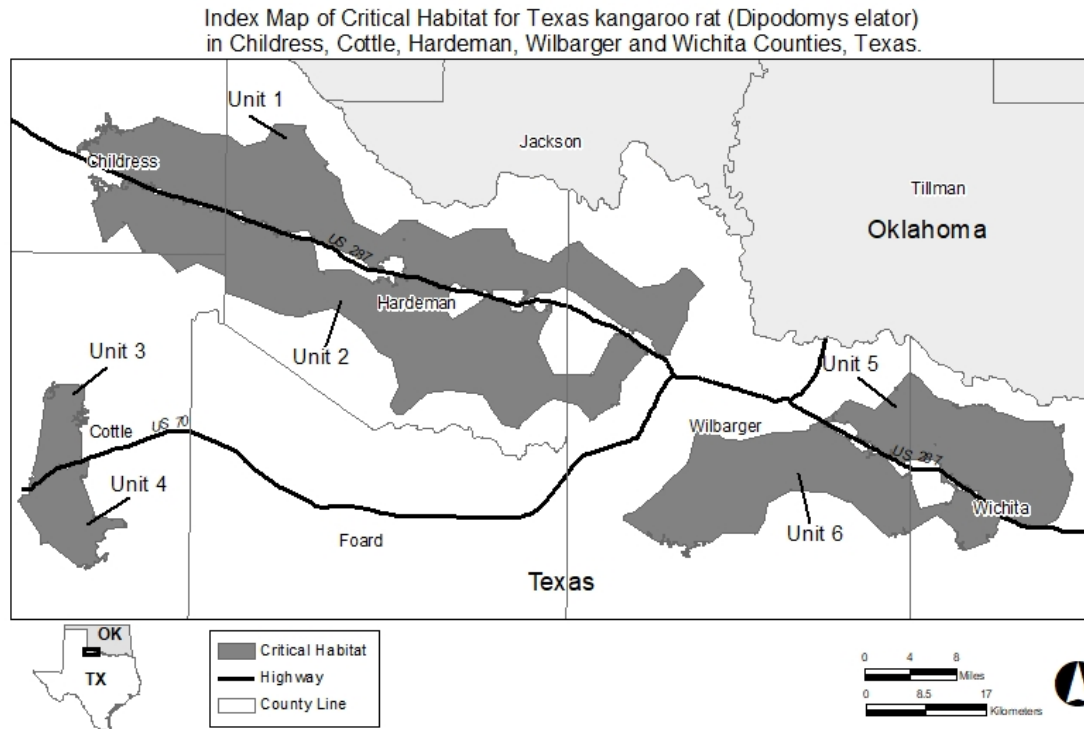 Index Map of Critical Habitat for Texas kangaroo rat (Dipodomys elator)
in Childress, Cottle, Hardeman, Wilbarger and Wichita Counties, Texas.
Unit 1
Jackson
Childress
Tillman
Oklahoma
US 287
Hardeman
Unit 2
Unit 3
Unit 5
Cottle
US 70
Wilbarger
US 287
Unit 4
Wichita
Unit 6
Foard
Texas
OK
TX
Critical Habitat
Highway
County Line
0 4 8
Miles
0 8.5 17
Kilometers